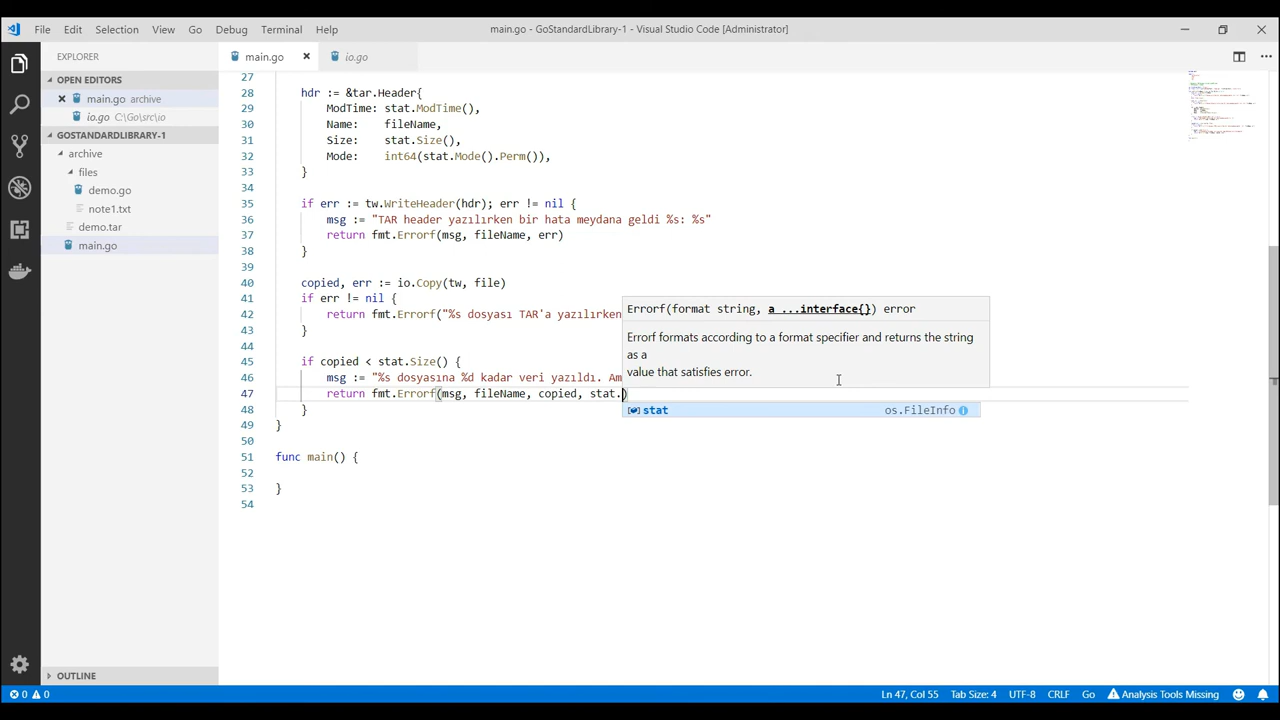 File Edit Selection View Go Debug Terminal Help
main.go - GoStandardLibrary-1 - Visual Studio Code [Administrator]
EXPLORER
OPEN EDITORS
main.go archive
io.go C:\Go\src\io
GOSTANDARDLIBRARY-1
archive
files
demo.go
note1.txt
demo.tar
main.go
OUTLINE
main.go
io.go
27
28 hdr := &tar.Header{
29 ModTime: stat.ModTime(),
30 Name: fileName,
31 Size: stat.Size(),
32 Mode: int64(stat.Mode().Perm()),
33 }
34
35 if err := tw.WriteHeader(hdr); err != nil {
36 msg := "TAR header yazılırken bir hata meydana geldi %s: %s"
37 return fmt.Errorf(msg, fileName, err)
38 }
39
40 copied, err := io.Copy(tw, file)
41 if err != nil {
42 return fmt.Errorf("%s dosyası TAR'a yazılırken
43 }
44
45 if copied < stat.Size() {
46 msg := "%s dosyasına %d kadar veri yazıldı. Am
47 return fmt.Errorf(msg, fileName, copied, stat.)
48 }
49 }
50
51 func main() {
52
53 }
54
Errorf(format string, a ...interface{}) error
Errorf formats according to a format specifier and returns the string
as a
value that satisfies error.
stat os.FileInfo
0 0
Ln 47, Col 55 Tab Size: 4 UTF-8 CRLF Go Analysis Tools Missing